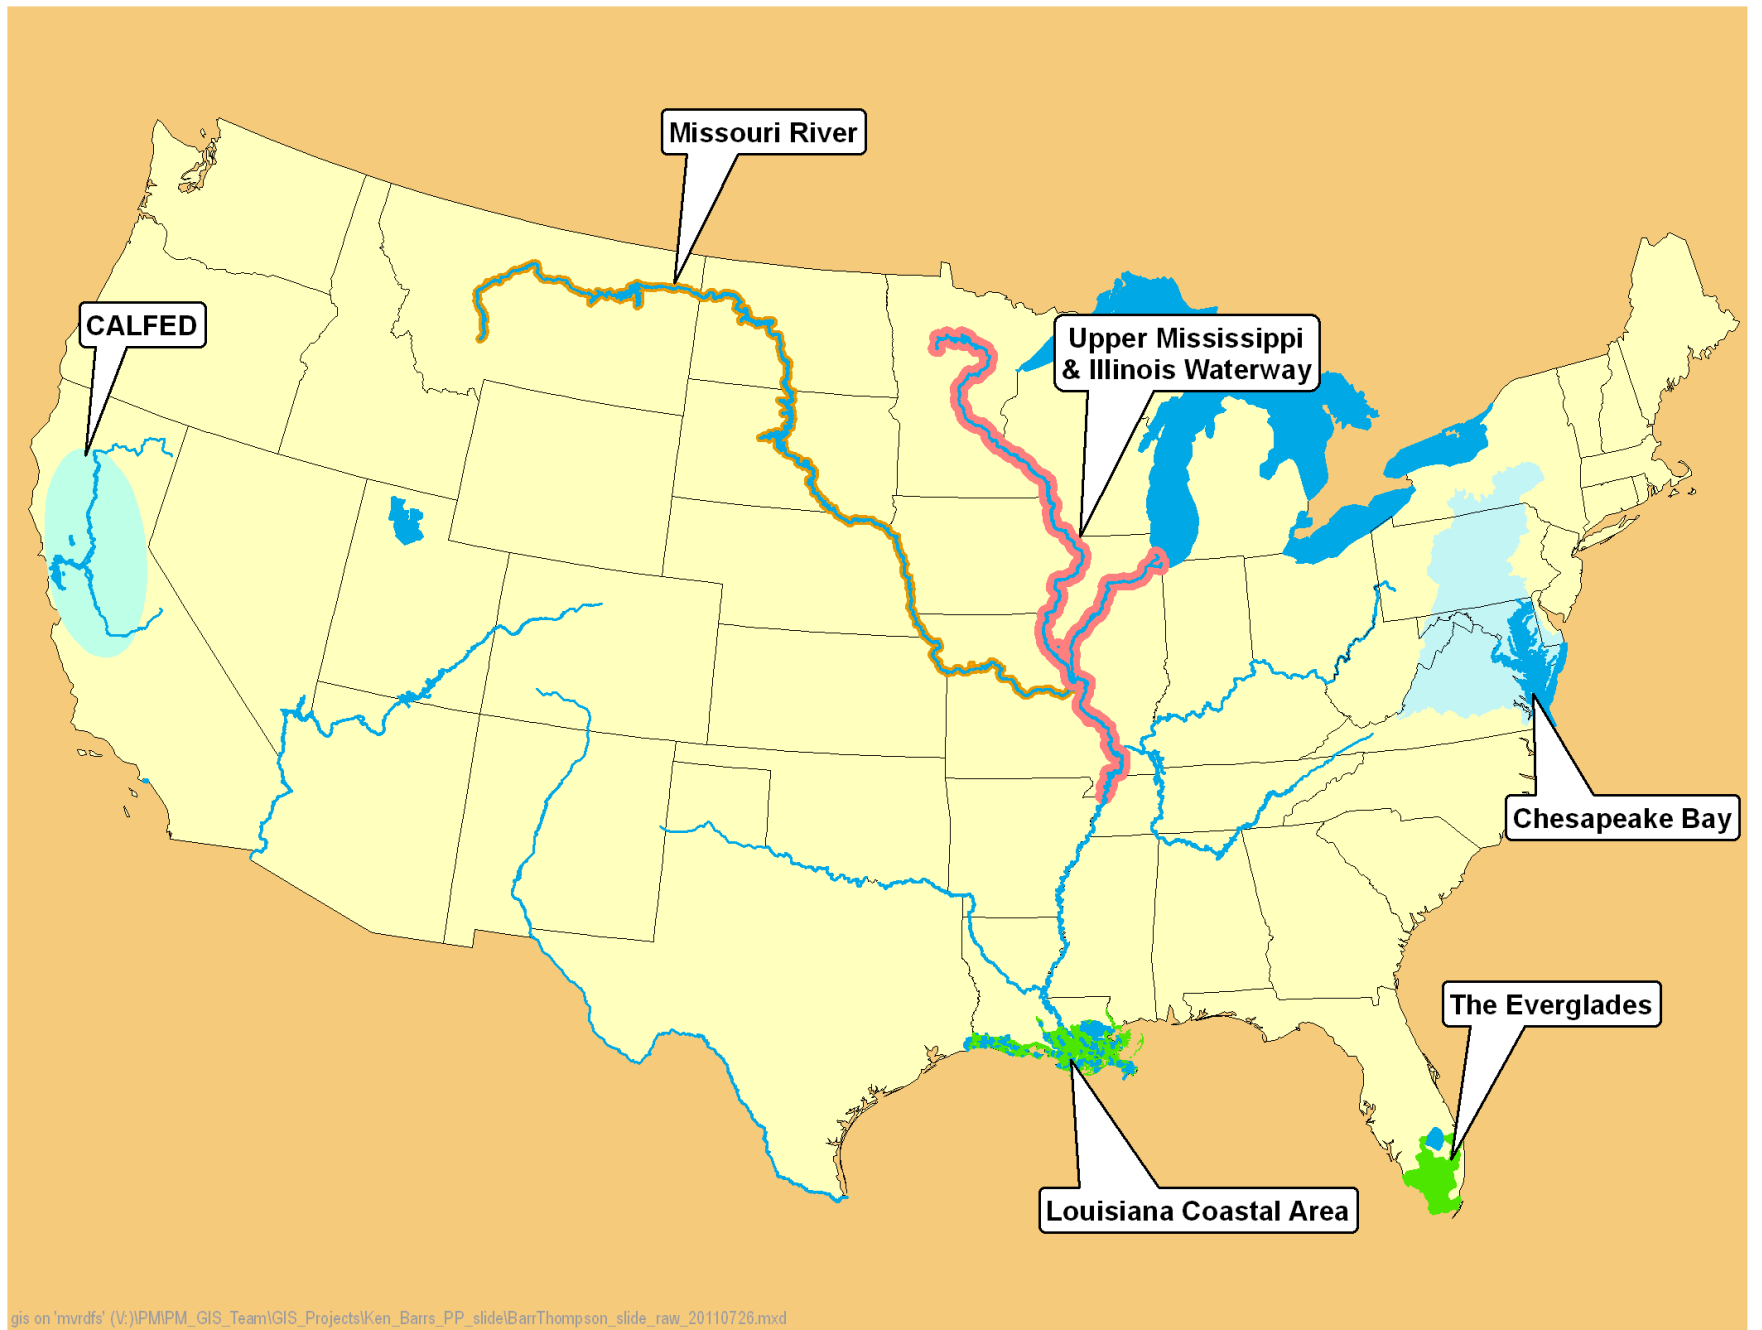 Missouri River
CALFED
Upper Mississippi
& Illinois Waterway
Chesapeake Bay
The Everglades
Louisiana Coastal Area
gis on 'mvrdfs' (V:)\PM\PM_GIS_Team\GIS_Projects\Ken_Barrs_PP_slide\BarrThompson_slide_raw_20110726.mxd